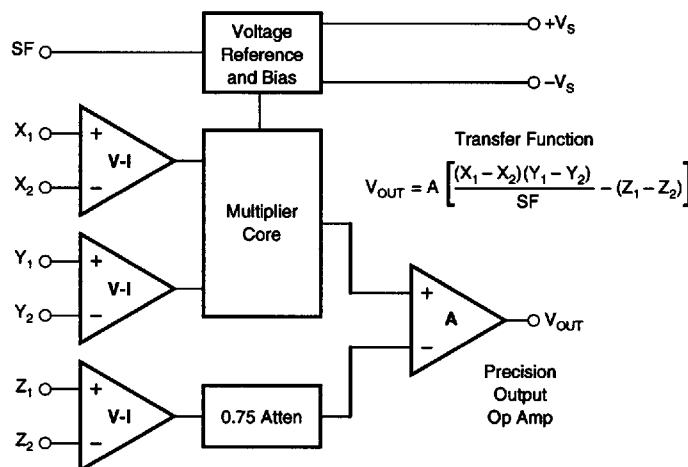 SF
Voltage
Reference
and Bias
+VS
−VS
X1
+
V-I
X2
−
Multiplier
Core
Transfer Function
VOUT = A [ (X1 − X2) (Y1 − Y2) / SF − (Z1 − Z2) ]
Y1
+
V-I
Y2
−
+
A
−
VOUT
Precision
Output
Op Amp
Z1
+
V-I
Z2
−
0.75 Atten